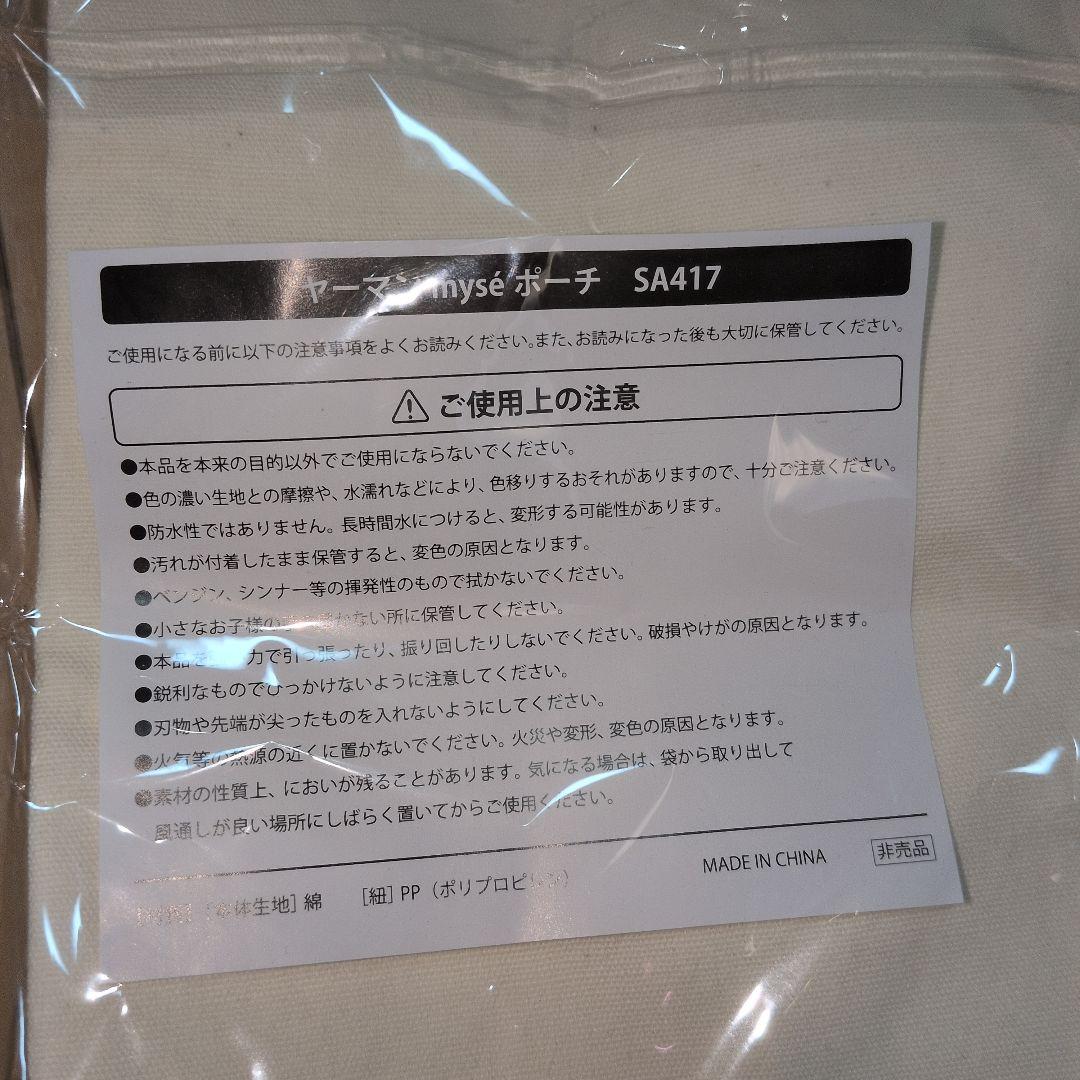 ヤーマン mysé ポーチ SA417
ご使用になる前に以下の注意事項をよくお読みください。また、お読みになった後も大切に保管してください。
ご使用上の注意
●本品を本来の目的以外でご使用にならないでください。
●色の濃い生地との摩擦や、水濡れなどにより、色移りするおそれがありますので、十分ご注意ください。
●防水性ではありません。長時間水につけると、変形する可能性があります。
●汚れが付着したまま保管すると、変色の原因となります。
●ベンジン、シンナー等の揮発性のもので拭かないでください。
●小さなお子様の手の届かない所に保管してください。
●本品を 力で引っ張ったり、振り回したりしないでください。破損やけがの原因となります。
●鋭利なものでひっかけないように注意してください。
●刃物や先端が尖ったものを入れないようにしてください。
●火気等の熱源の近くに置かないでください。火災や変形、変色の原因となります。
●素材の性質上、においが残ることがあります。気になる場合は、袋から取り出して
風通しが良い場所にしばらく置いてからご使用ください。
[本体生地] 綿 [紐] PP（ポリプロピレン） MADE IN CHINA 非売品